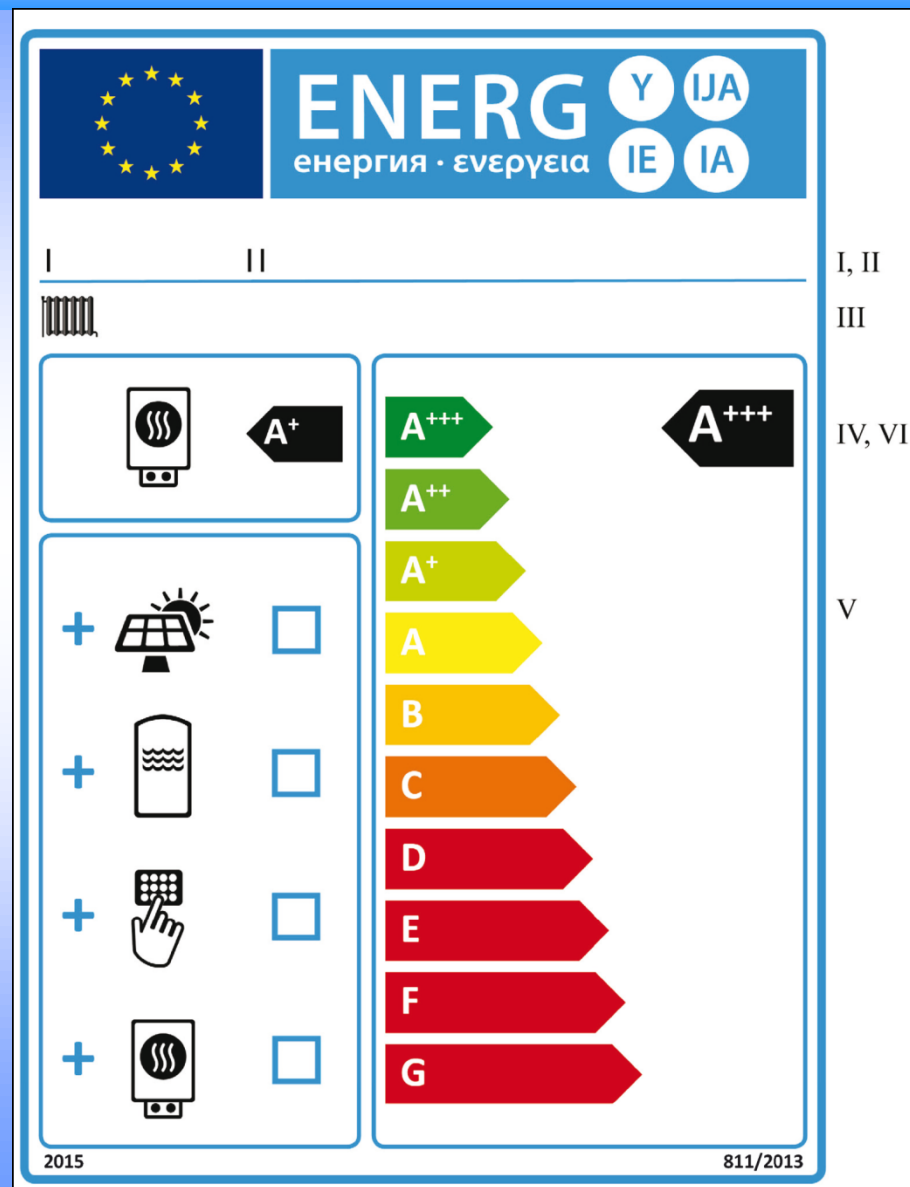 ENERG Y IJA
енергия · ενεργεια IE IA
I II I, II
III
A+ A+++ A+++ IV, VI
A++
A+
A V
B
C
D
E
F
G
2015 811/2013